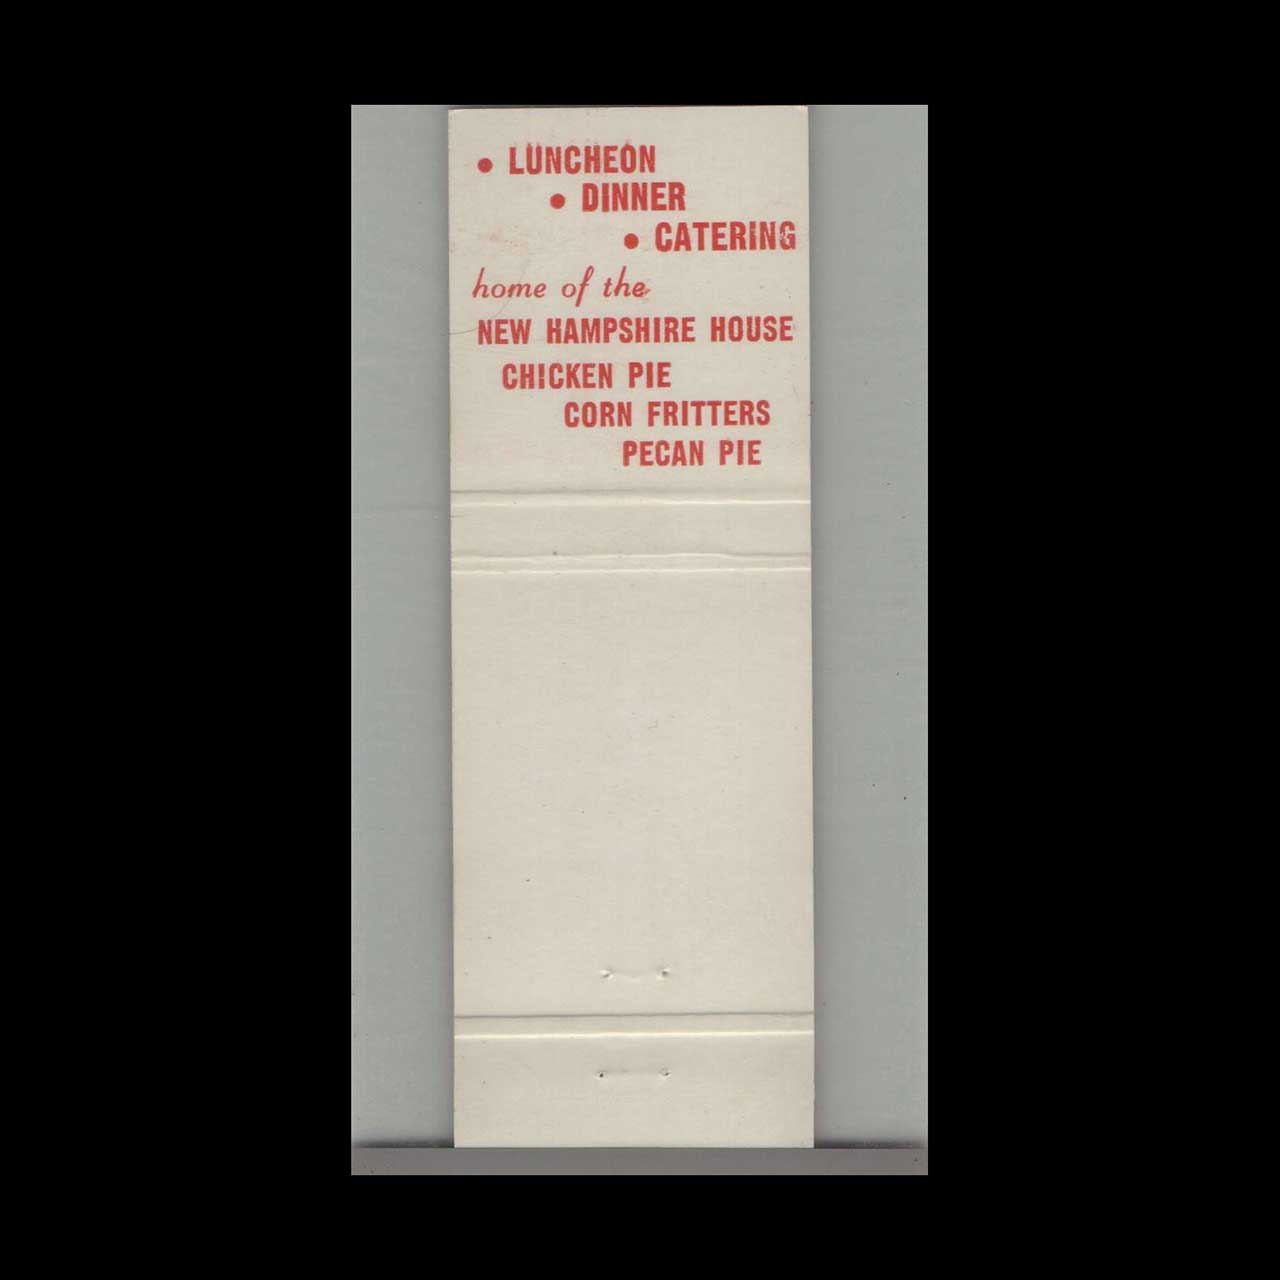 • LUNCHEON
• DINNER
• CATERING
home of the
NEW HAMPSHIRE HOUSE
CHICKEN PIE
CORN FRITTERS
PECAN PIE